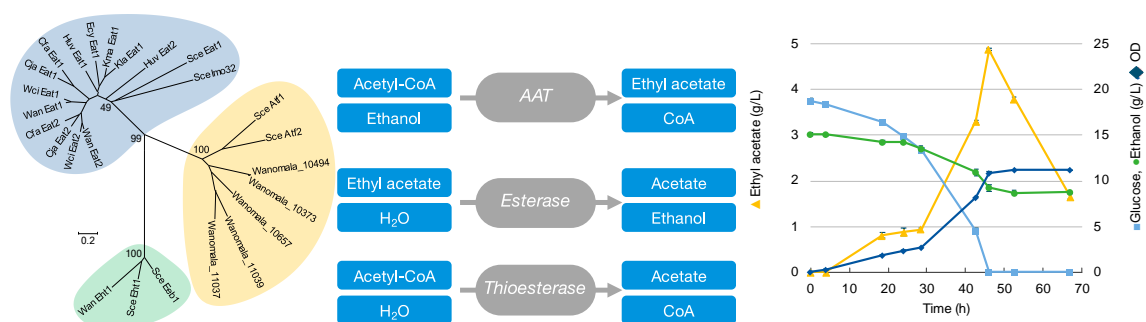 Cfa Eat1
Huv Eat1
Ecy Eat1
Kma Eat1
Kla Eat1
Huv Eat2
Sce Eat1
Sce Imo32
Cja Eat1
Wci Eat1
Wan Eat1
Cfa Eat2
Cja Eat2
Wci Eat2
Wan Eat2
49
99
100
Sce Atf1
Sce Atf2
Wanomala_10494
Wanomala_10373
Wanomala_10657
Wanomala_11039
Wanomala_11037
0.2
100
Wan Eht1
Sce Eht1
Sce Eeb1
Acetyl-CoA
Ethanol
AAT
Ethyl acetate
CoA
Ethyl acetate
H₂O
Esterase
Acetate
Ethanol
Acetyl-CoA
H₂O
Thioesterase
Acetate
CoA
Ethyl acetate (g/L)
5
4
3
2
1
0
0 10 20 30 40 50 60 70
Time (h)
25
20
15
10
5
0
Glucose, Ethanol (g/L) OD